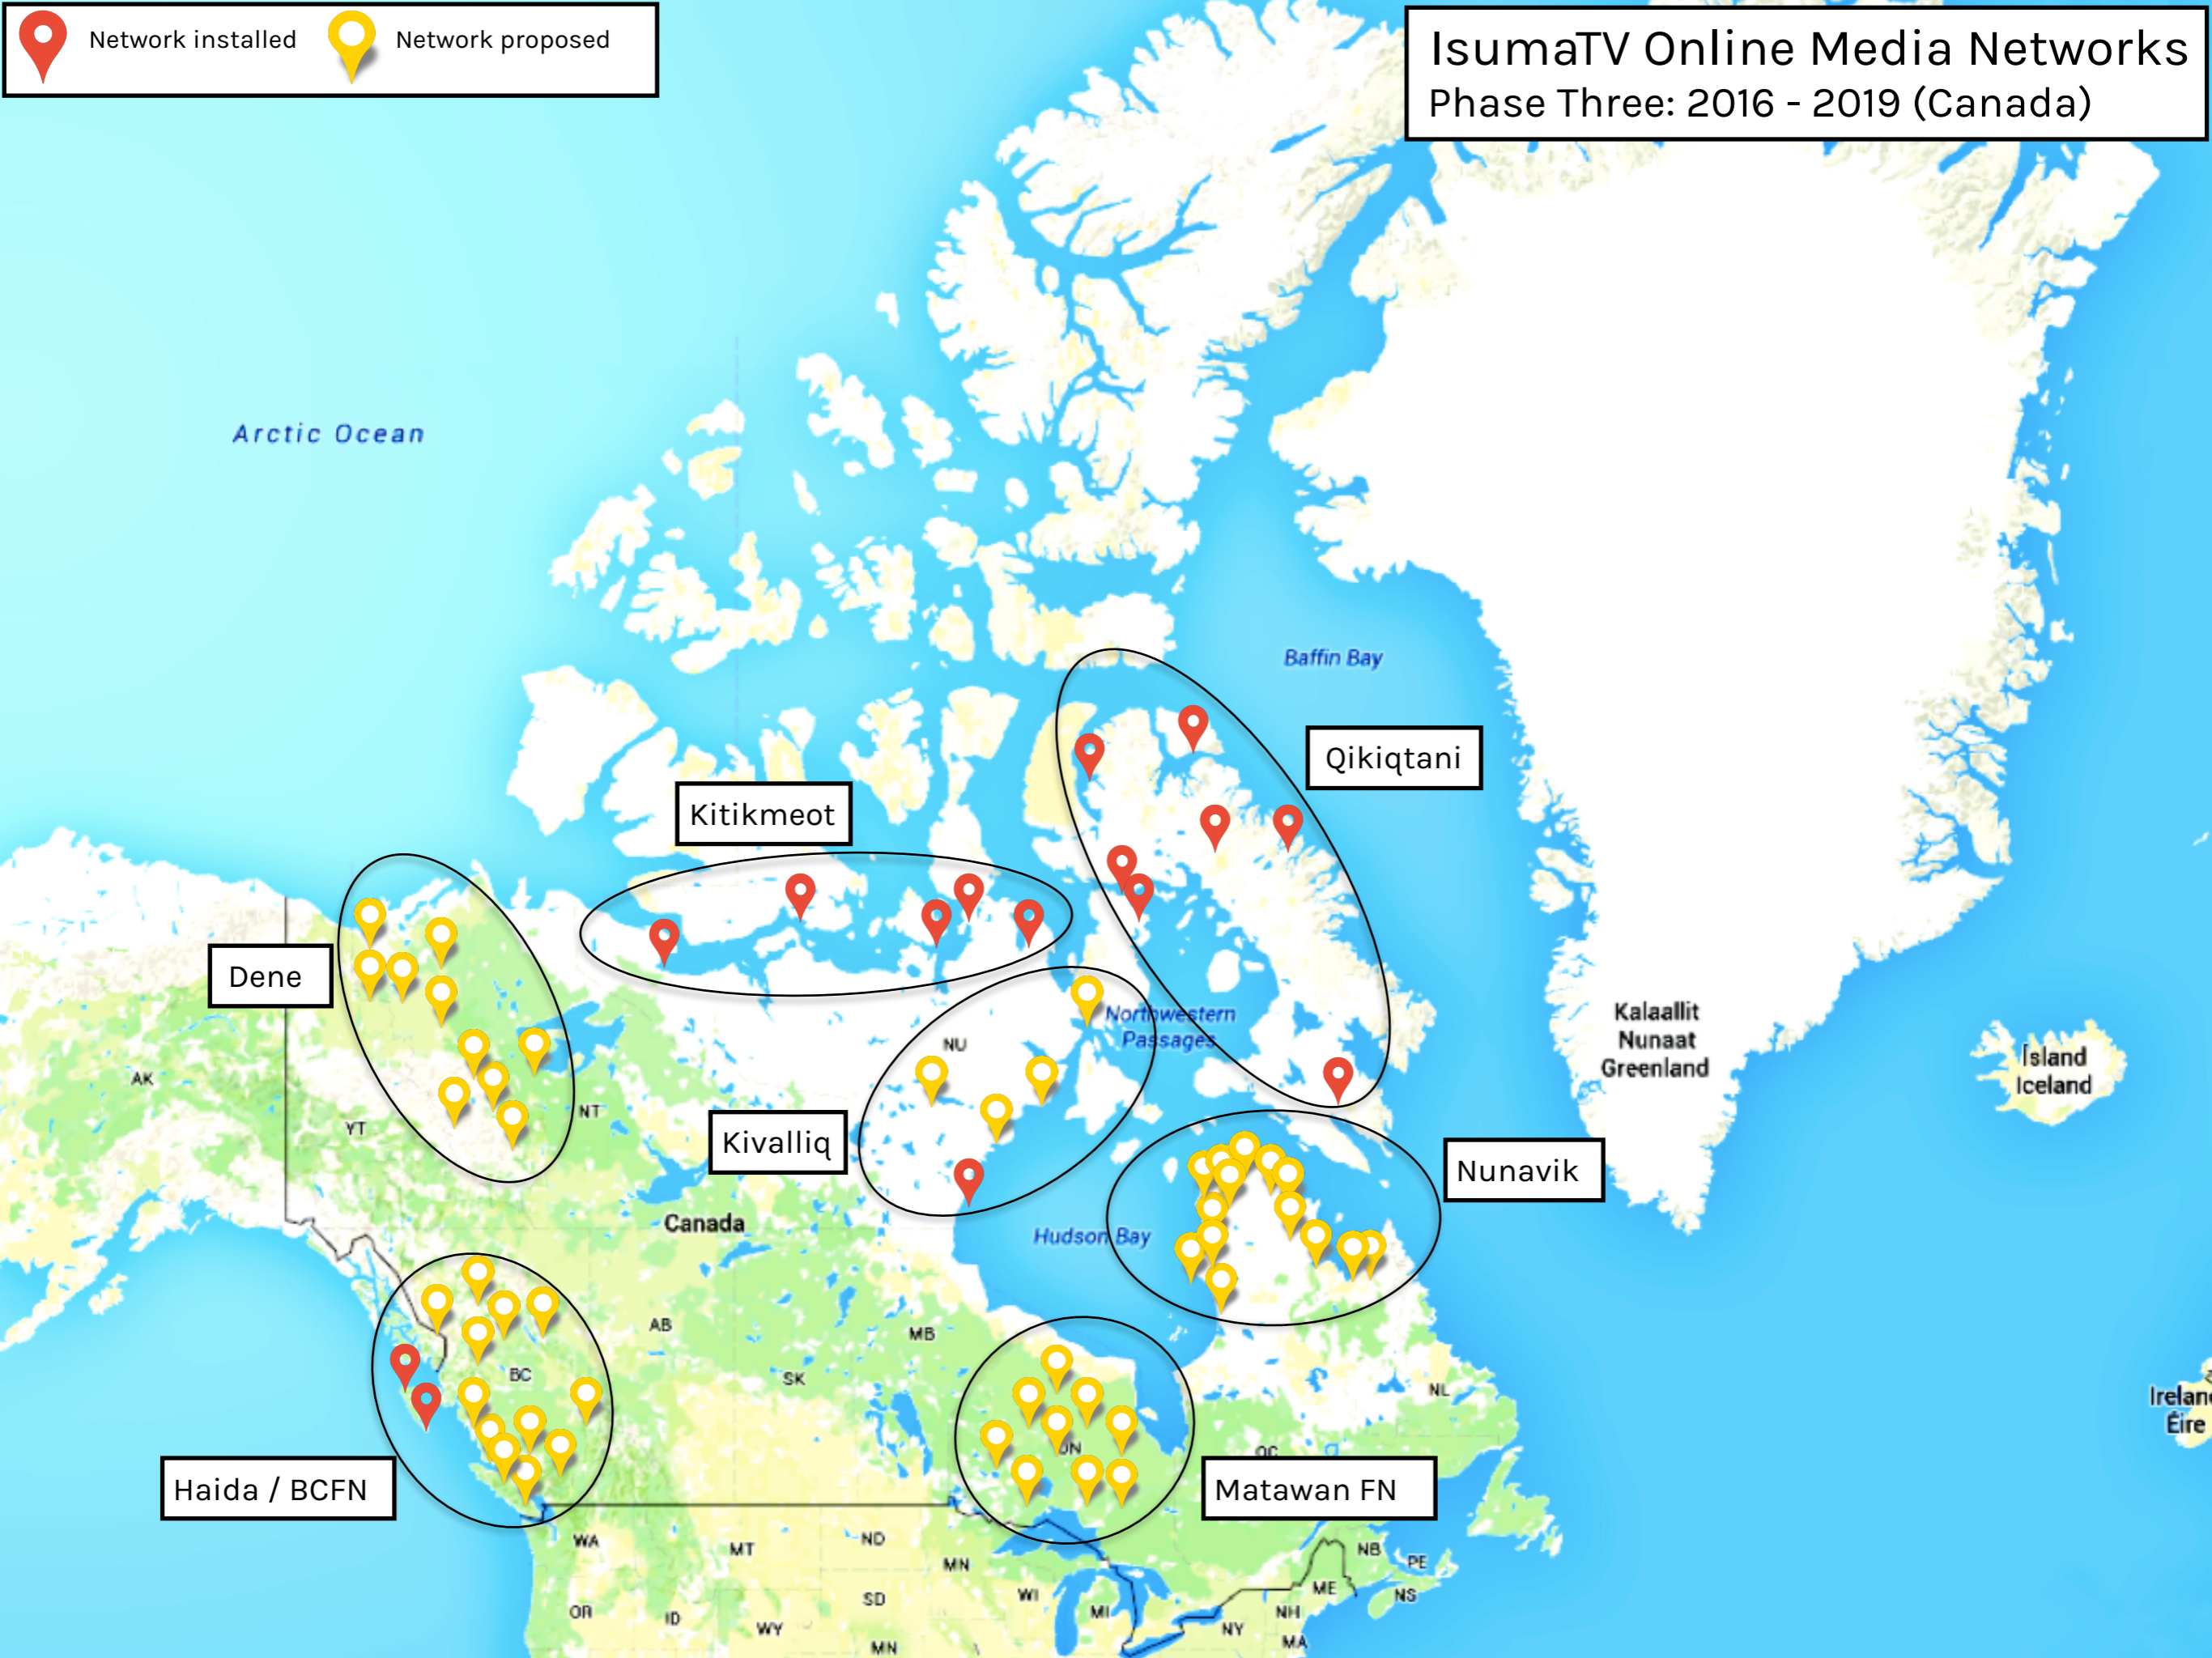 Network installed
Network proposed
IsumaTV Online Media Networks
Phase Three: 2016 - 2019 (Canada)
Arctic Ocean
Baffin Bay
Qikiqtani
Kitikmeot
Dene
Northwestern
Passages
NU
Kalaallit
Nunaat
Greenland
Ísland
Iceland
AK
YT
NT
Kivalliq
Nunavik
Canada
Hudson Bay
AB
MB
BC
SK
NL
Ireland
Éire
ON
QC
Haida / BCFN
Matawan FN
WA
MT
ND
MN
NB
PE
OR
ID
WY
SD
WI
MI
ME
NS
NH
NY
MA
MN